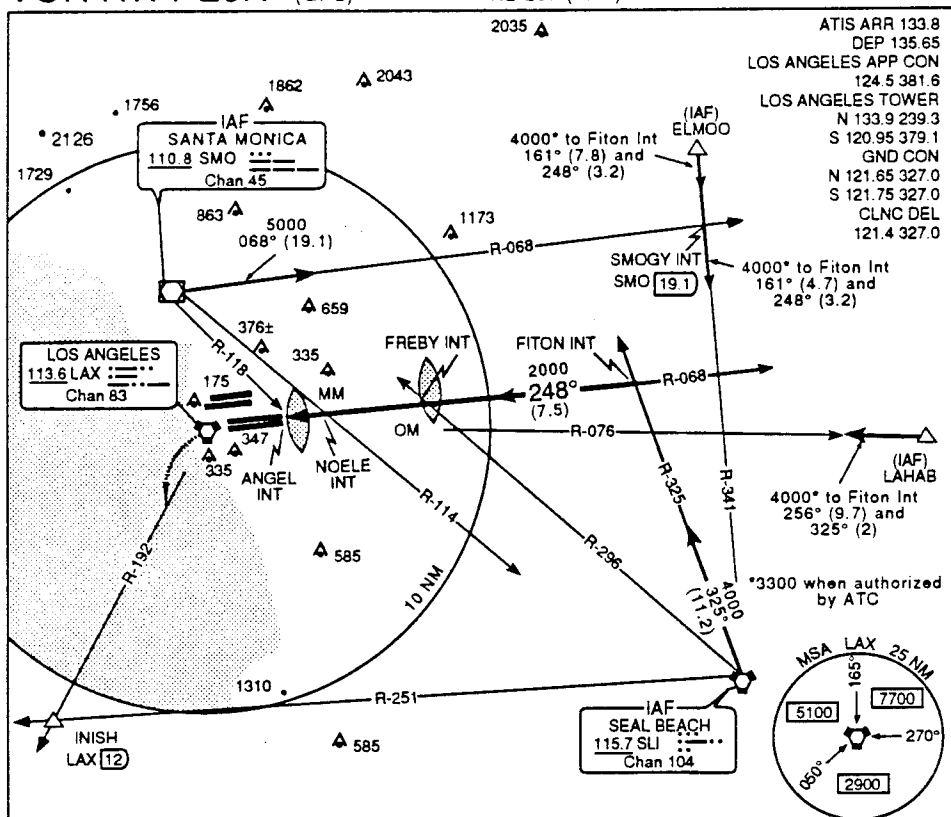 2035
ATIS ARR 133.8
DEP 135.65
LOS ANGELES APP CON
124.5 381.6
LOS ANGELES TOWER
N 133.9 239.3
S 120.95 379.1
GND CON
N 121.65 327.0
S 121.75 327.0
CLNC DEL
121.4 327.0
2043
1862
1756
2126
1729
IAF
SANTA MONICA
110.8 SMO
Chan 45
(IAF)
ELMOO
4000* to Fiton Int
161° (7.8) and
248° (3.2)
863
5000
068° (19.1)
1173
R-068
SMOGY INT
SMO 19.1
4000* to Fiton Int
161° (4.7) and
248° (3.2)
659
376±
R-118
335
MM
FREBY INT
FITON INT
2000
248°
(7.5)
R-068
LOS ANGELES
113.6 LAX
Chan 83
175
347
335
ANGEL
INT
NOELE
INT
OM
R-076
(IAF)
LAHAB
4000* to Fiton Int
256° (9.7) and
325° (2)
R-325
R-341
R-114
R-296
R-192
585
10 NM
*3300 when authorized
by ATC
4000
325°
(11.2)
1310
R-251
INISH
LAX 12
585
IAF
SEAL BEACH
115.7 SLI
Chan 104
MSA LAX 25 NM
165°
5100
7700
270°
050°
2900